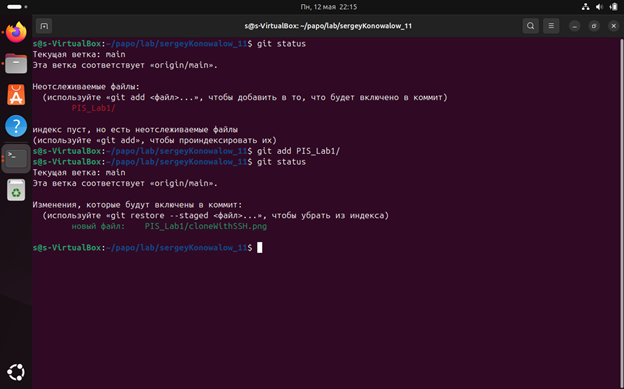 Пн, 12 мая 22:15
s@s-VirtualBox: ~/papo/lab/sergeyKonowalow_11
s@s-VirtualBox:~/papo/lab/sergeyKonowalow_11$ git status
Текущая ветка: main
Эта ветка соответствует «origin/main».
Неотслеживаемые файлы:
(используйте «git add <файл>...», чтобы добавить в то, что будет включено в коммит)
PIS_Lab1/
индекс пуст, но есть неотслеживаемые файлы
(используйте «git add», чтобы проиндексировать их)
s@s-VirtualBox:~/papo/lab/sergeyKonowalow_11$ git add PIS_Lab1/
s@s-VirtualBox:~/papo/lab/sergeyKonowalow_11$ git status
Текущая ветка: main
Эта ветка соответствует «origin/main».
Изменения, которые будут включены в коммит:
(используйте «git restore --staged <файл>...», чтобы убрать из индекса)
новый файл: PIS_Lab1/cloneWithSSH.png
s@s-VirtualBox:~/papo/lab/sergeyKonowalow_11$